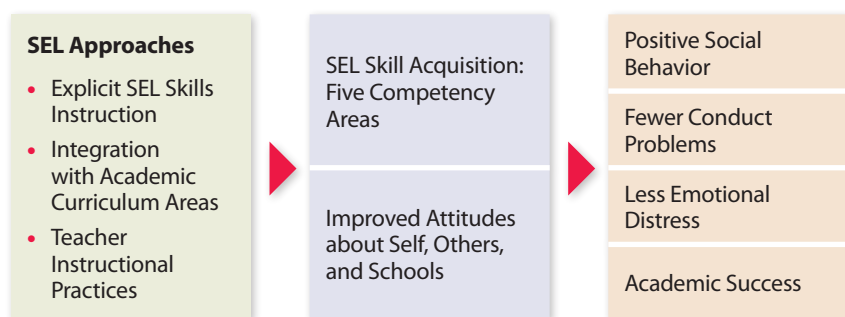 SEL Approaches
• Explicit SEL Skills
Instruction
• Integration
with Academic
Curriculum Areas
• Teacher
Instructional
Practices
SEL Skill Acquisition:
Five Competency
Areas
Improved Attitudes
about Self, Others,
and Schools
Positive Social
Behavior
Fewer Conduct
Problems
Less Emotional
Distress
Academic Success